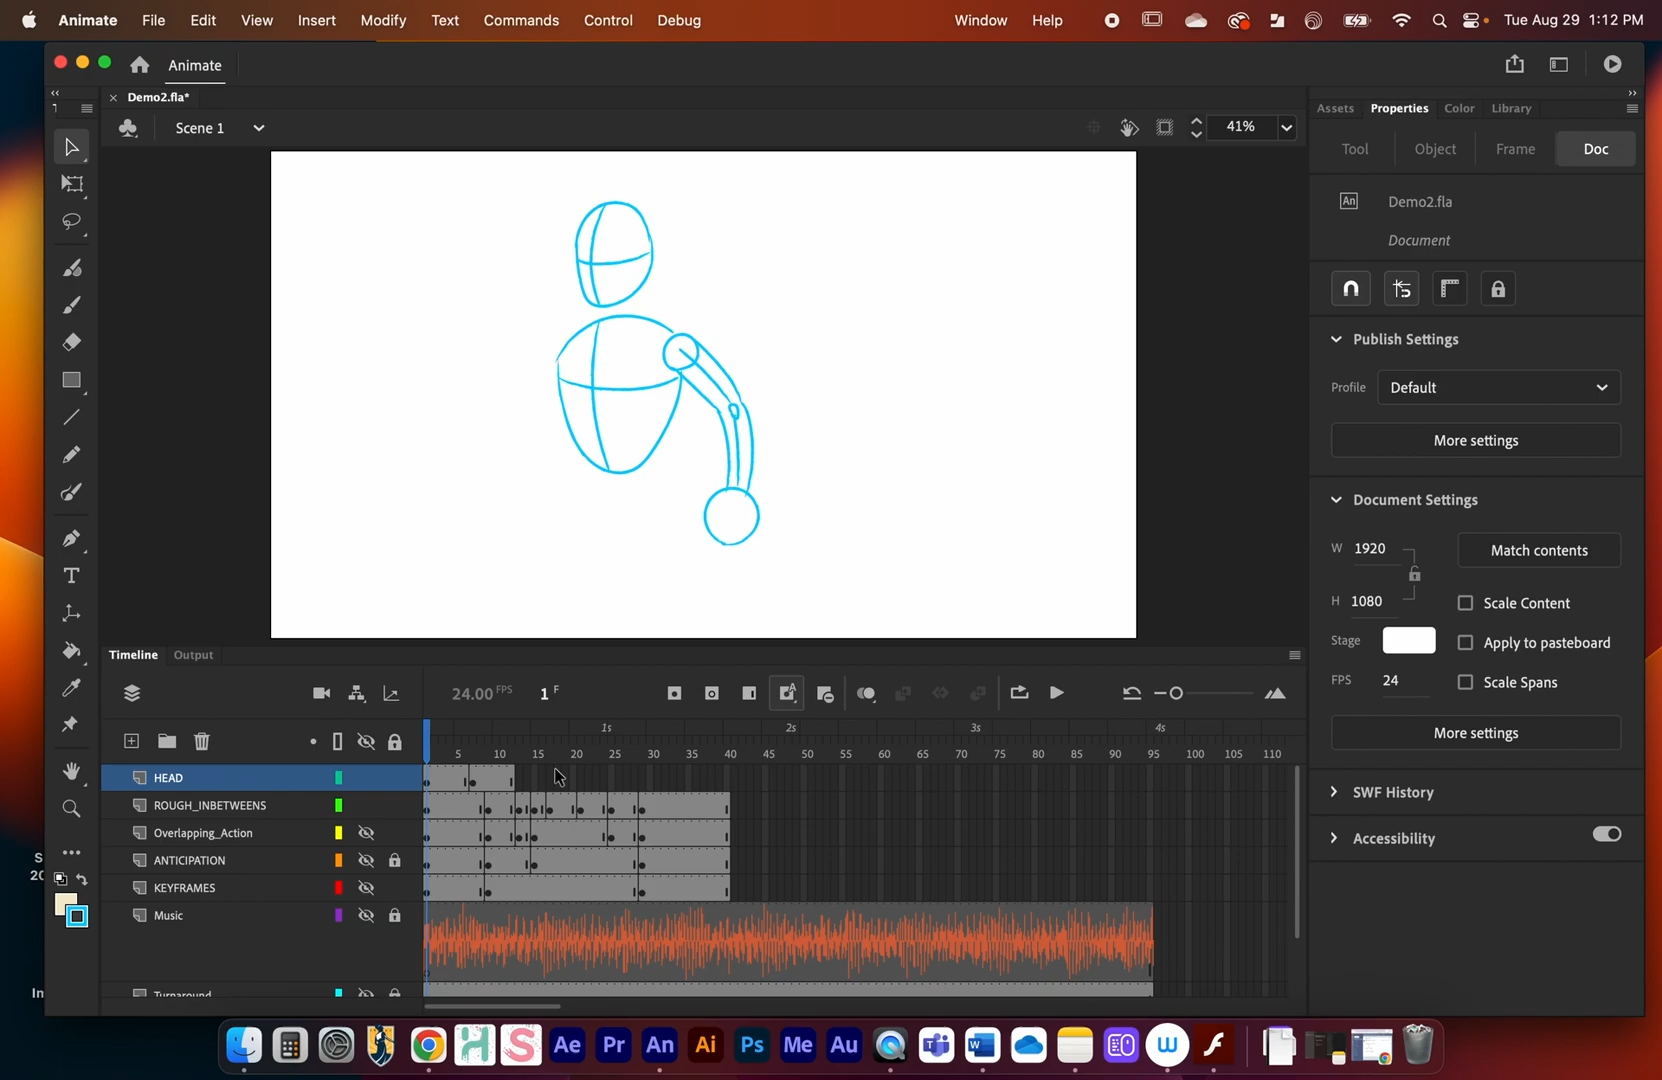 Animate File Edit View Insert Modify Text Commands Control Debug Window Help Tue Aug 29 1:12 PM
Animate
Demo2.fla*
Scene 1
41%
Assets Properties Color Library
Tool Object Frame Doc
An Demo2.fla
Document
Publish Settings
Profile Default
More settings
Document Settings
W 1920 Match contents
H 1080 Scale Content
Stage Apply to pasteboard
FPS 24 Scale Spans
More settings
SWF History
Accessibility
T
Timeline Output
24.00 FPS 1 F
1s 2s 3s 4s
5 10 15 20 25 30 35 40 45 50 55 60 65 70 75 80 85 90 95 100 105 110
HEAD
ROUGH_INBETWEENS
Overlapping_Action
ANTICIPATION
KEYFRAMES
Music
Turnaround
S
20
In
Ae Pr An Ai Ps Me Au